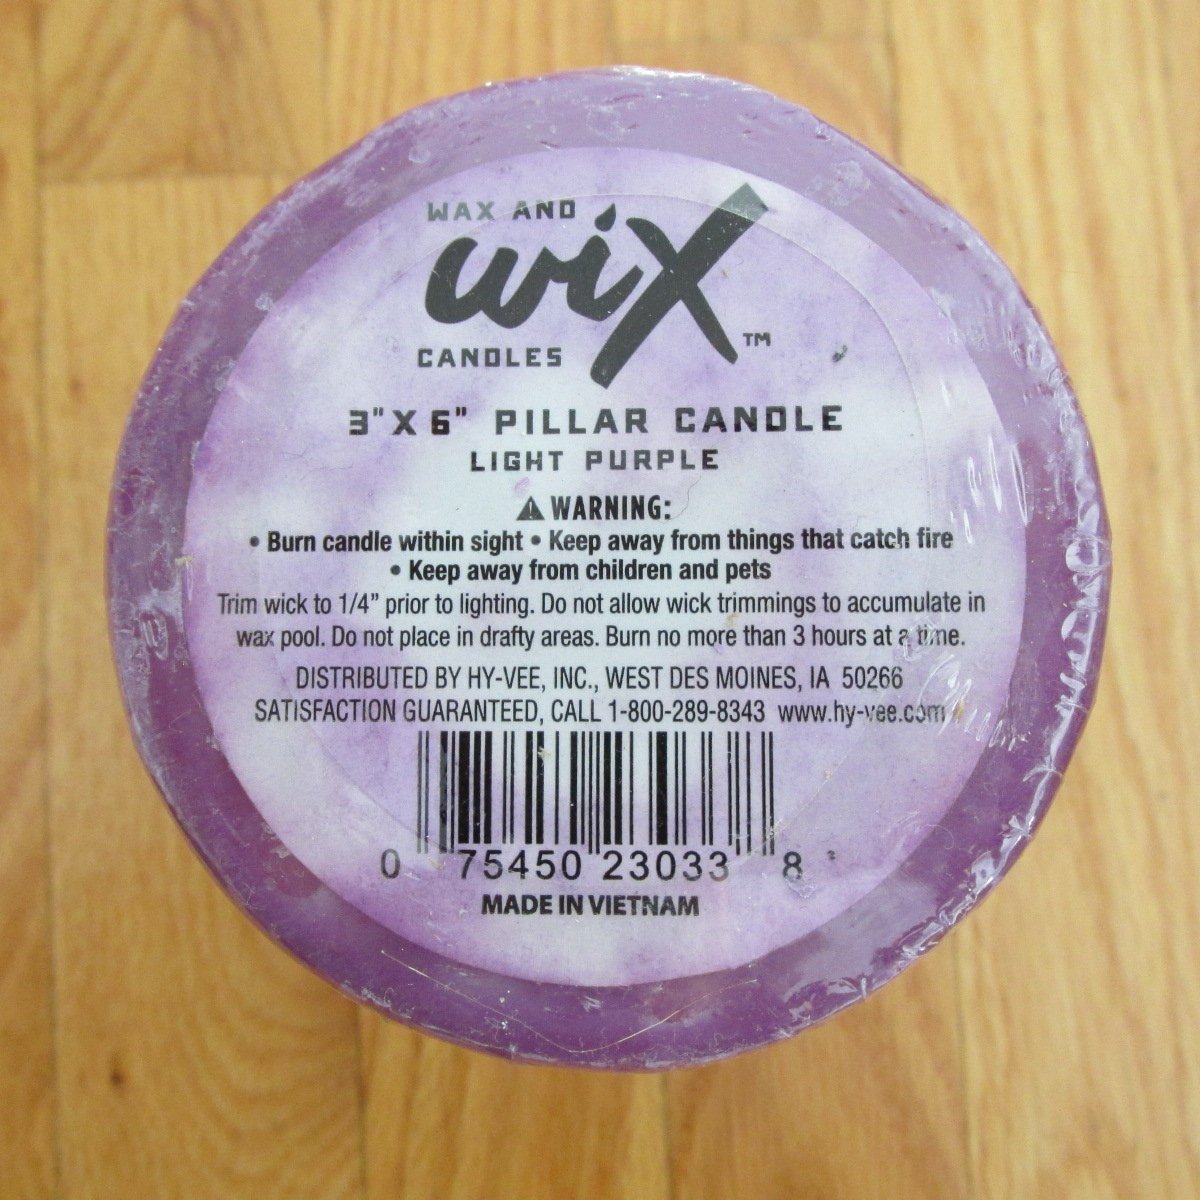 WAX AND
wix
CANDLES ™
3" X 6" PILLAR CANDLE
LIGHT PURPLE
⚠ WARNING:
• Burn candle within sight • Keep away from things that catch fire
• Keep away from children and pets
Trim wick to 1/4” prior to lighting. Do not allow wick trimmings to accumulate in
wax pool. Do not place in drafty areas. Burn no more than 3 hours at a time.
DISTRIBUTED BY HY-VEE, INC., WEST DES MOINES, IA 50266
SATISFACTION GUARANTEED, CALL 1-800-289-8343 www.hy-vee.com
0 75450 23033 8
MADE IN VIETNAM